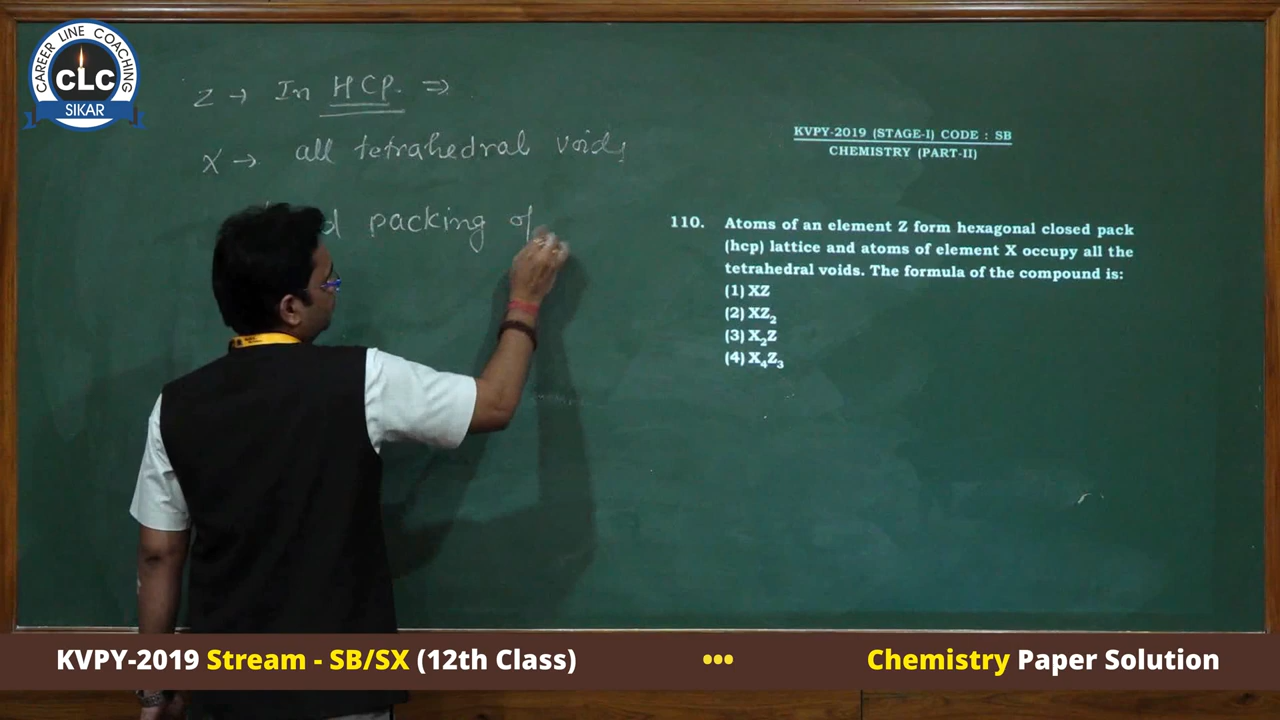 CAREER LINE COACHING
CLC
SIKAR
Z → In HCP. ⇒
X → all tetrahedral voids
packing of
KVPY-2019 (STAGE-I) CODE : SB
CHEMISTRY (PART-II)
110. Atoms of an element Z form hexagonal closed pack
(hcp) lattice and atoms of element X occupy all the
tetrahedral voids. The formula of the compound is:
(1) XZ
(2) XZ₂
(3) X₂Z
(4) X₄Z₃
KVPY-2019 Stream - SB/SX (12th Class) ••• Chemistry Paper Solution